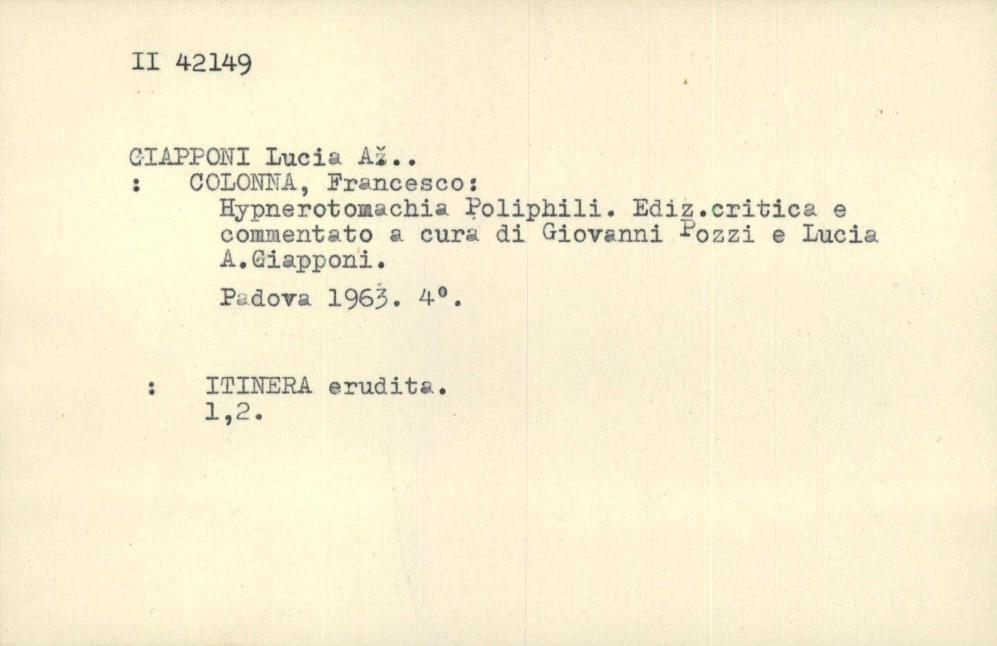 II 42149
GIAPPONI Lucia Až..
: COLONNA, Francesco:
Hypnerotomachia Poliphili. Ediz.critica e
commentato a cura di Giovanni Pozzi e Lucia
A.Giapponi.
Padova 1963. 4°.
: ITINERA erudita.
1,2.